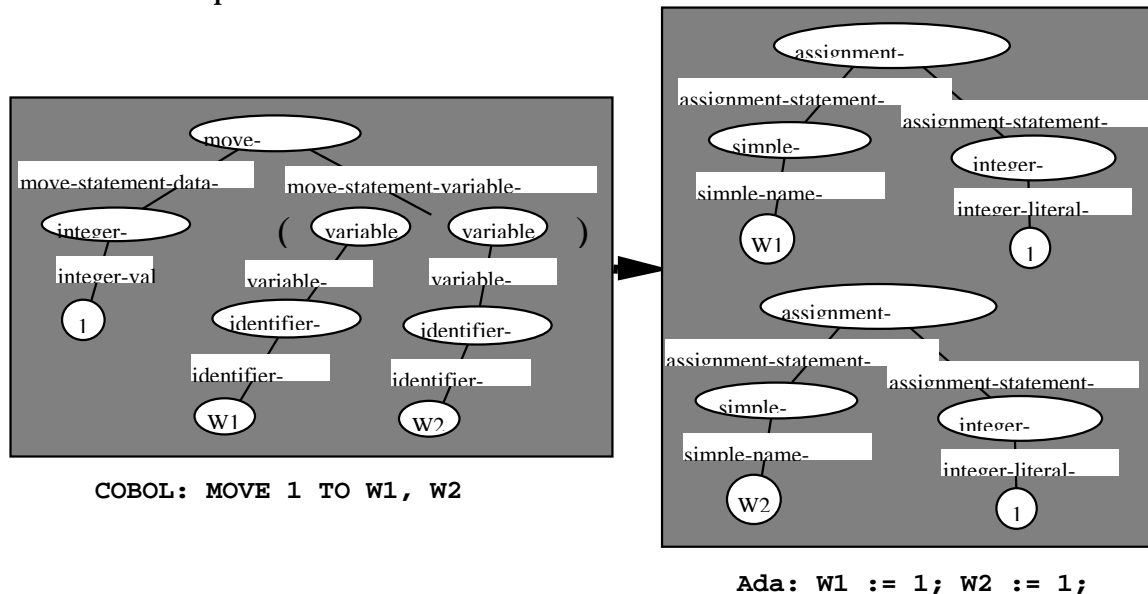 assignment-
assignment-statement-
assignment-statement-
simple-
integer-
simple-name-
integer-literal-
W1
1
move-
move-statement-data-
move-statement-variable-
integer-
( variable variable )
integer-val
variable-
variable-
1
identifier-
identifier-
identifier-
identifier-
W1
W2
assignment-
assignment-statement-
assignment-statement-
simple-
integer-
simple-name-
integer-literal-
W2
1
COBOL: MOVE 1 TO W1, W2
Ada: W1 := 1; W2 := 1;